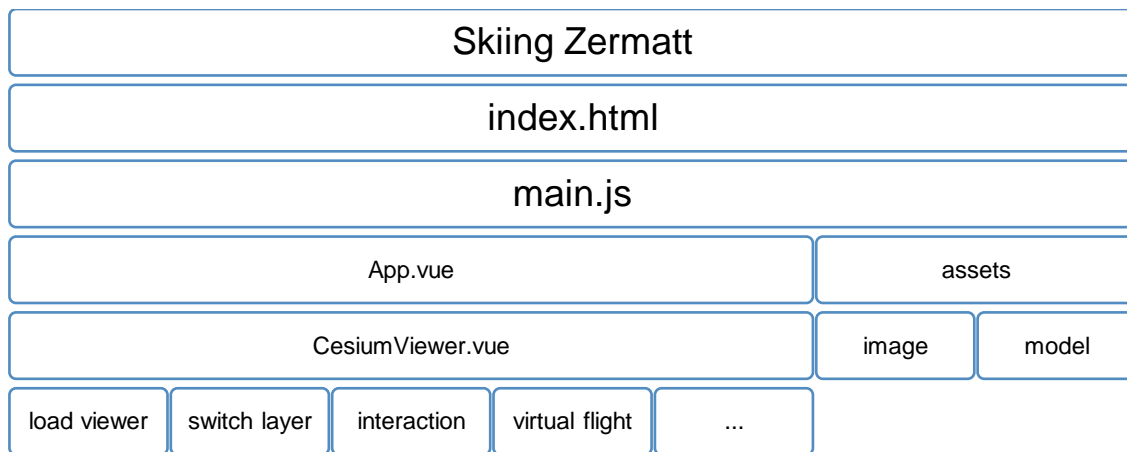 Skiing Zermatt
index.html
main.js
App.vue
assets
CesiumViewer.vue
image
model
load viewer
switch layer
interaction
virtual flight
...